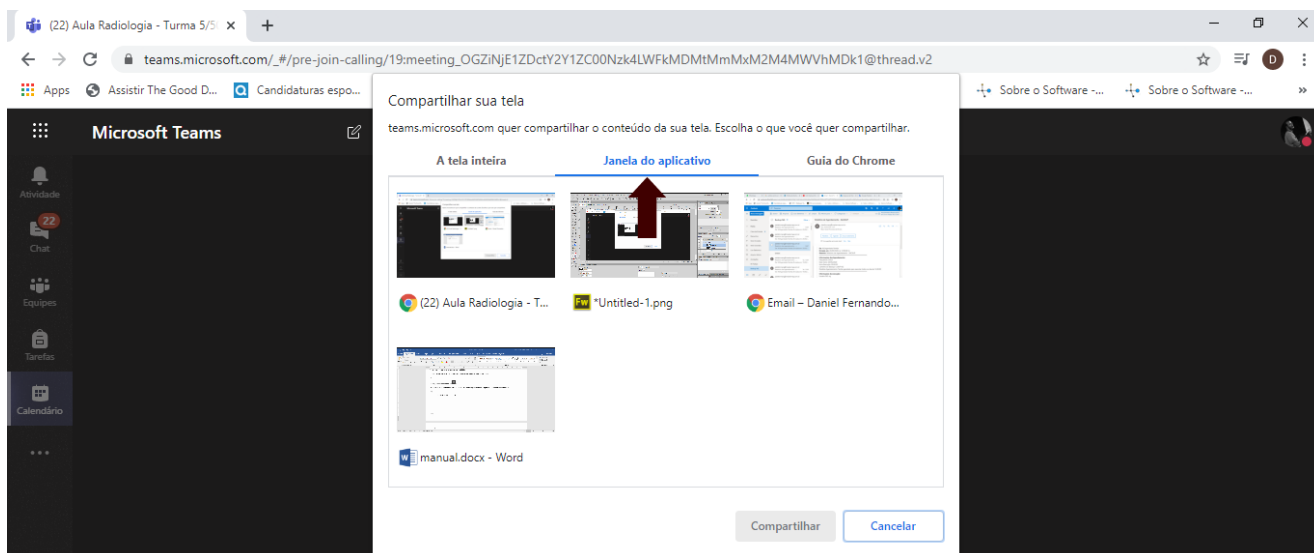 (22) Aula Radiologia - Turma 5/5
teams.microsoft.com/_#/pre-join-calling/19:meeting_OGZiNjE1ZDctY2Y1ZC00Nzk4LWFkMDMtMmMxM2M4MWVhMDk1@thread.v2
D
Apps
Assistir The Good D...
Candidaturas espo...
Sobre o Software -...
Sobre o Software -...
Microsoft Teams
Compartilhar sua tela
teams.microsoft.com quer compartilhar o conteúdo da sua tela. Escolha o que você quer compartilhar.
A tela inteira
Janela do aplicativo
Guia do Chrome
Atividade
22
Chat
Equipes
Tarefas
Calendário
(22) Aula Radiologia - T...
Fw
*Untitled-1.png
Email – Daniel Fernando...
manual.docx - Word
Compartilhar
Cancelar